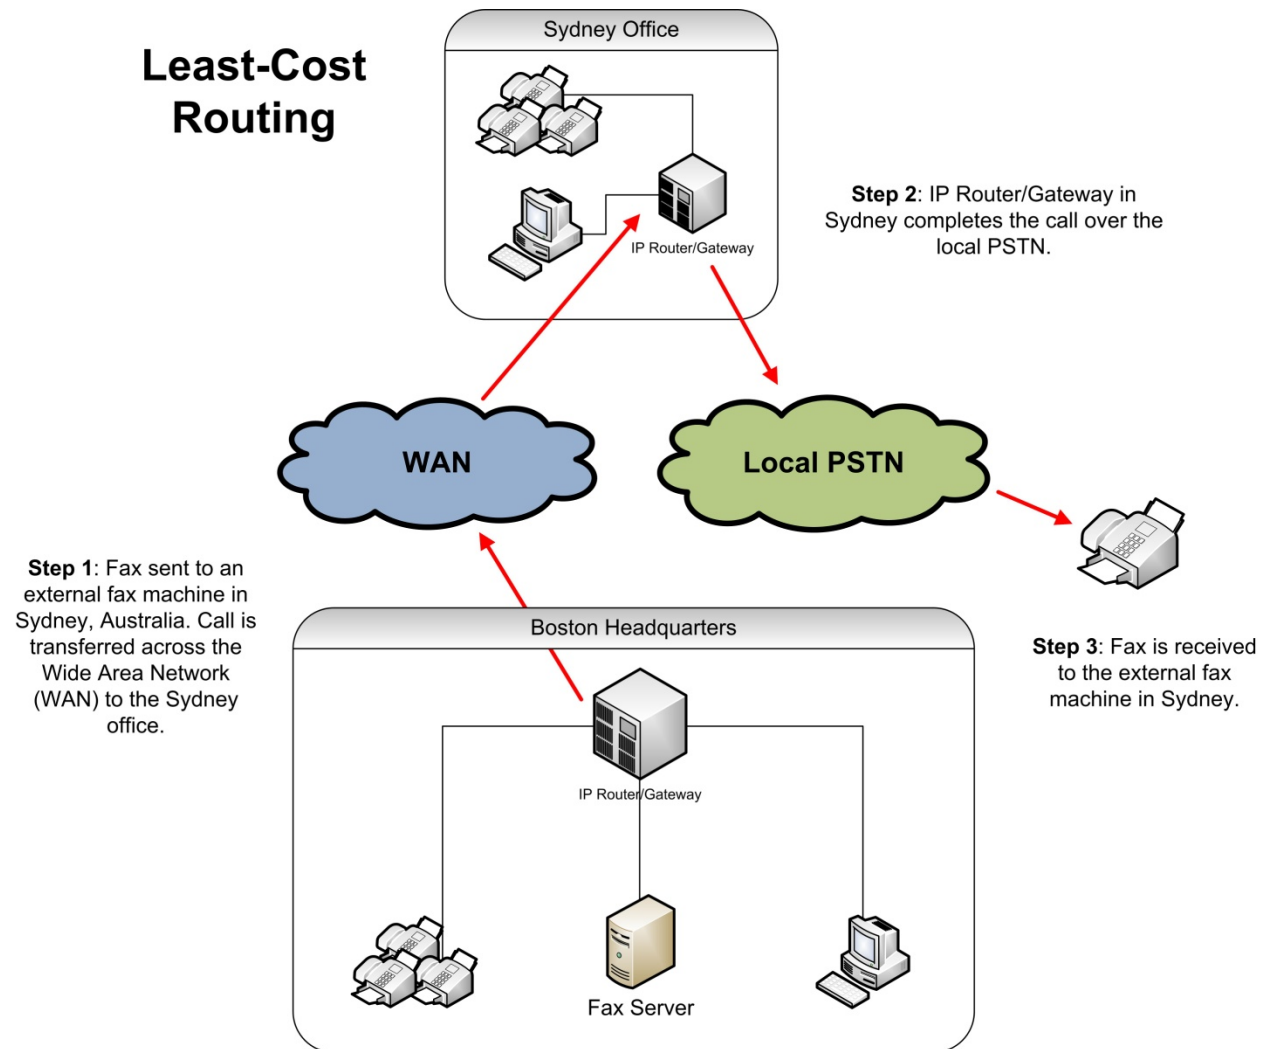 Least-Cost
Routing
Sydney Office
IP Router/Gateway
Step 2: IP Router/Gateway in
Sydney completes the call over the
local PSTN.
WAN
Local PSTN
Step 1: Fax sent to an
external fax machine in
Sydney, Australia. Call is
transferred across the
Wide Area Network
(WAN) to the Sydney
office.
Step 3: Fax is received
to the external fax
machine in Sydney.
Boston Headquarters
IP Router/Gateway
Fax Server